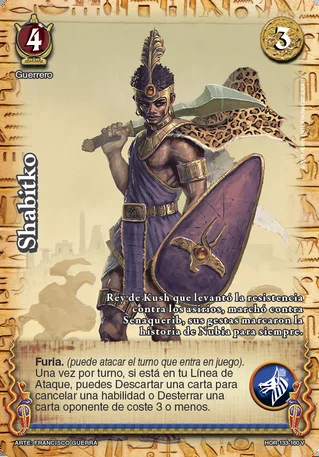 4
3
Guerrero
Shabitko
Rey de Kush que levantó la resistencia
contra los asirios, marchó contra
Senaquerib, sus gestas marcaron la
historia de Nubia para siempre.
Furia. (puede atacar el turno que entra en juego).
Una vez por turno, si está en tu Línea de
Ataque, puedes Descartar una carta para
cancelar una habilidad o Desterrar una
carta oponente de coste 3 o menos.
ARTE: FRANCISCO GUERRA
HOR-133-160 V